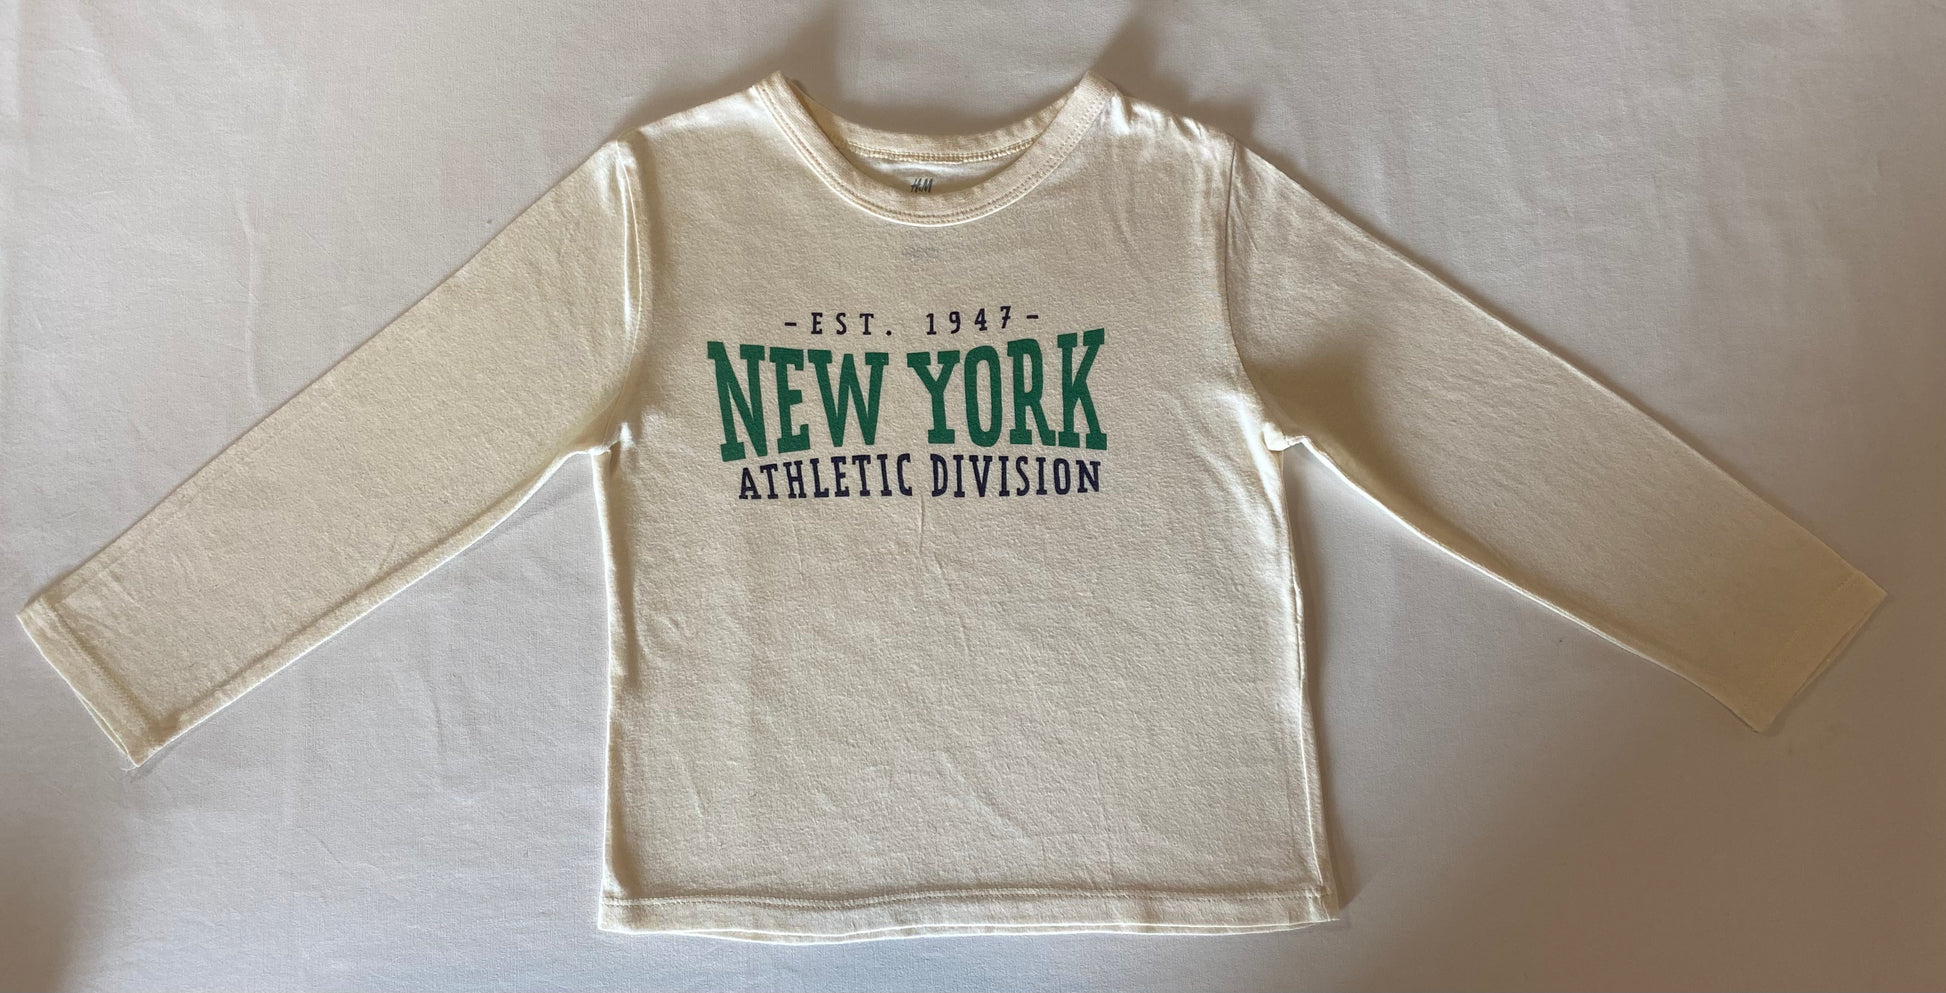 H&M
-EST. 1947-
NEW YORK
ATHLETIC DIVISION